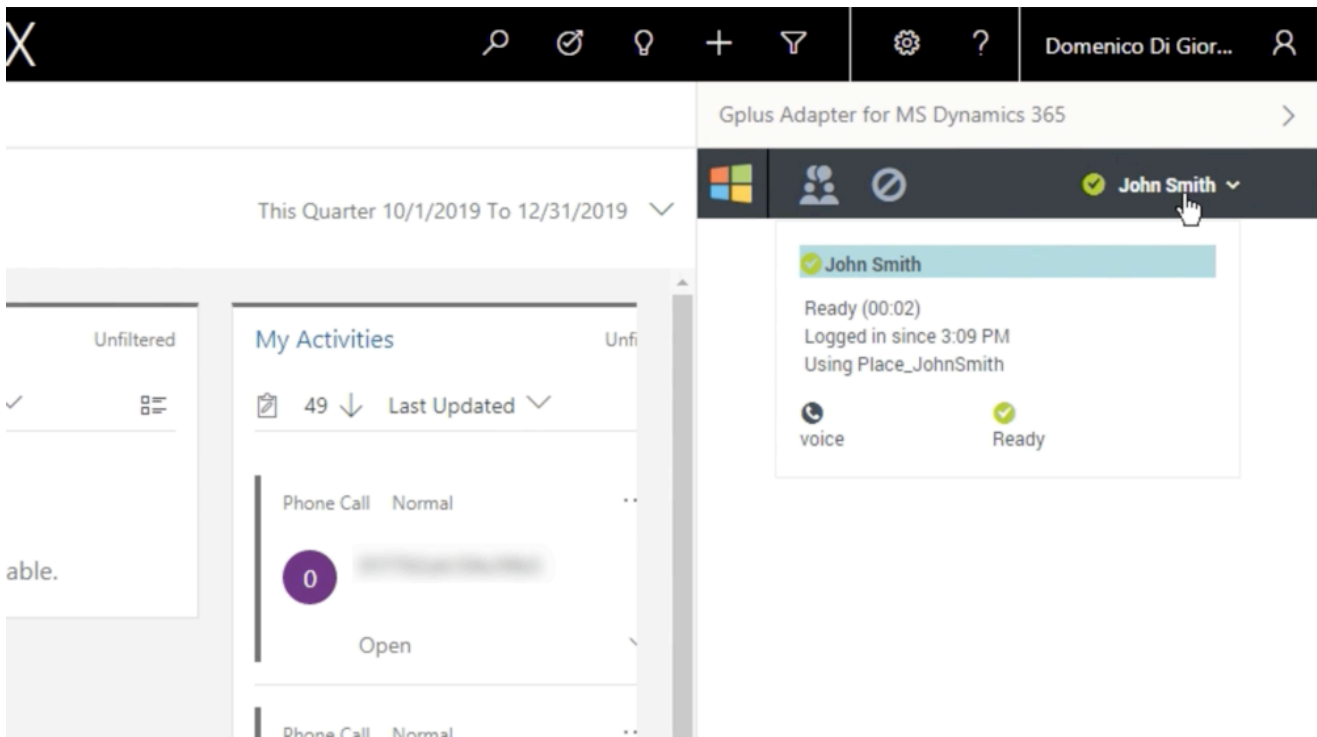 X
?
Domenico Di Gior...
Gplus Adapter for MS Dynamics 365
John Smith
This Quarter 10/1/2019 To 12/31/2019
John Smith
Ready (00:02)
Logged in since 3:09 PM
Using Place_JohnSmith
voice
Ready
Unfiltered
able.
My Activities
Unfi
49
Last Updated
Phone Call Normal
0
Open
Phone Call Normal